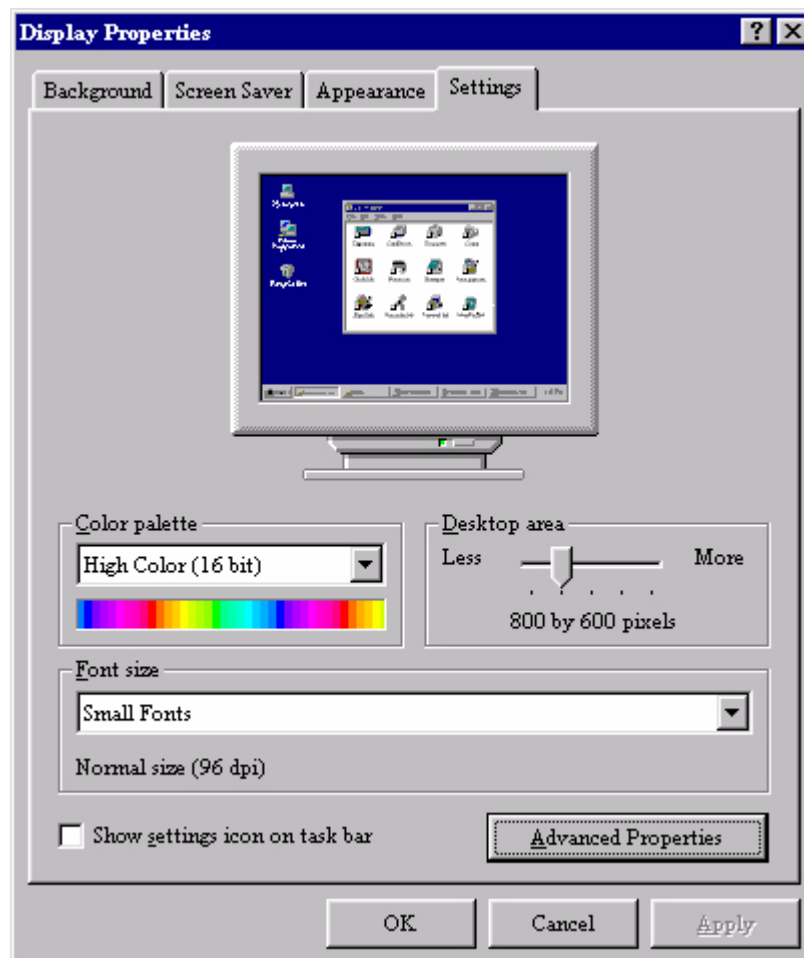 Display Properties
Background Screen Saver Appearance Settings
Color palette
High Color (16 bit)
Desktop area
Less More
800 by 600 pixels
Font size
Small Fonts
Normal size (96 dpi)
Show settings icon on task bar
Advanced Properties
OK Cancel Apply